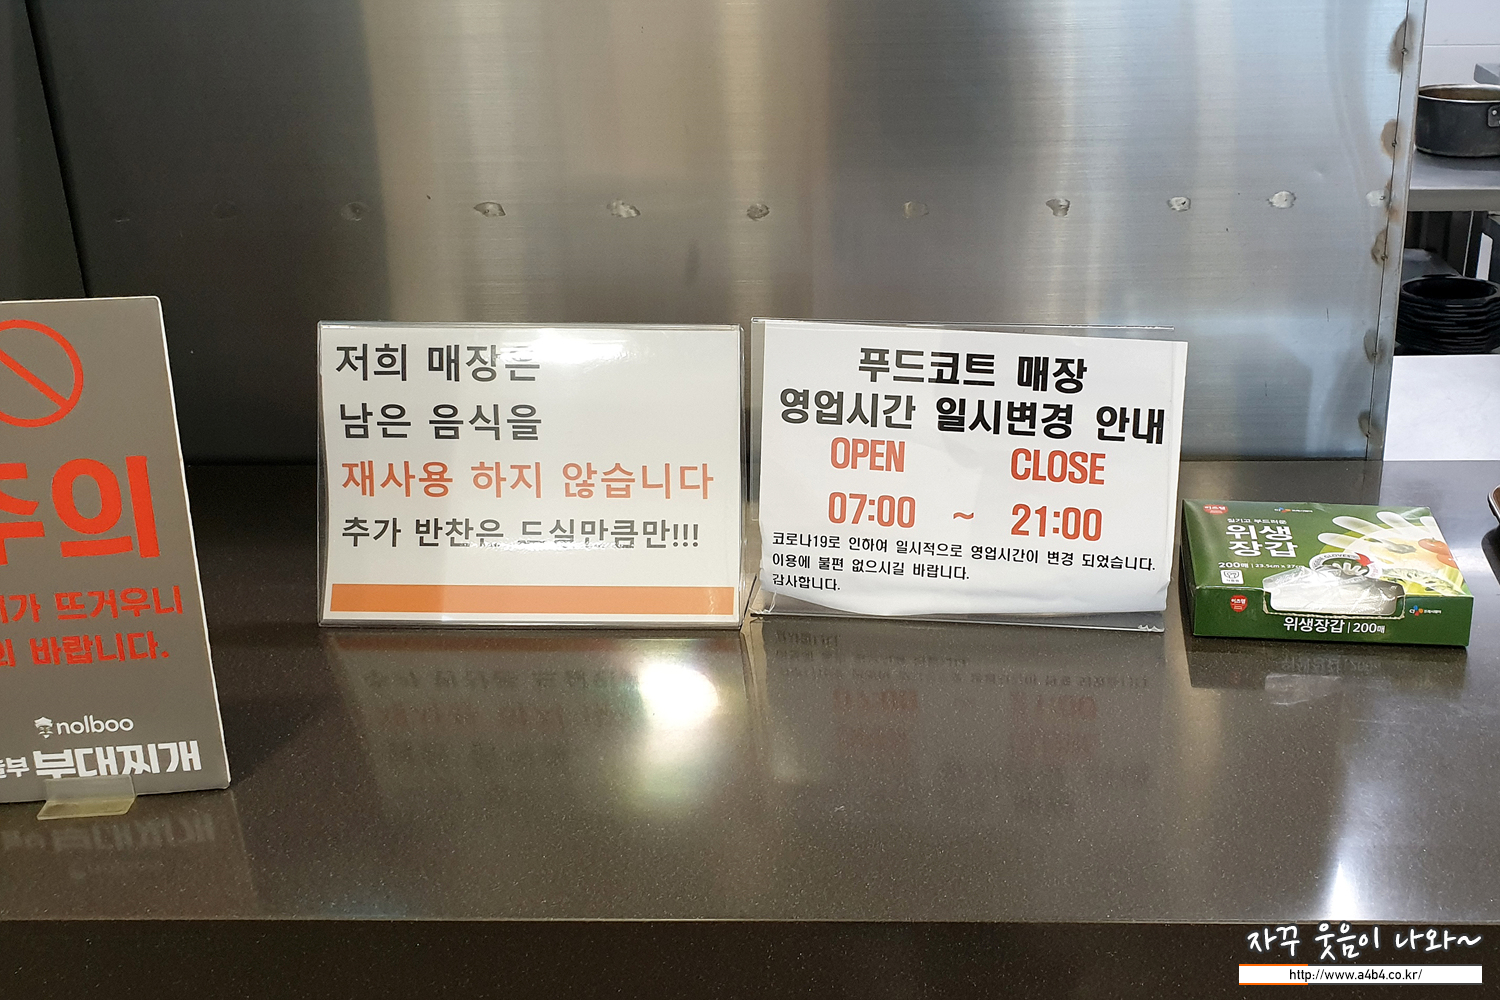 주의
가 뜨거우니
바랍니다.
nolboo
부대찌개
저희 매장은
남은 음식을
재사용 하지 않습니다
추가 반찬은 드실만큼만!!!
푸드코트 매장
영업시간 일시변경 안내
OPEN CLOSE
07:00 ~ 21:00
코로나19로 인하여 일시적으로 영업시간이 변경 되었습니다.
이용에 불편 없으시길 바랍니다.
감사합니다.
질기고 부드러운
위생
장갑
200매
위생장갑 | 200매
자꾸 웃음이 나와~
http://www.a4b4.co.kr/